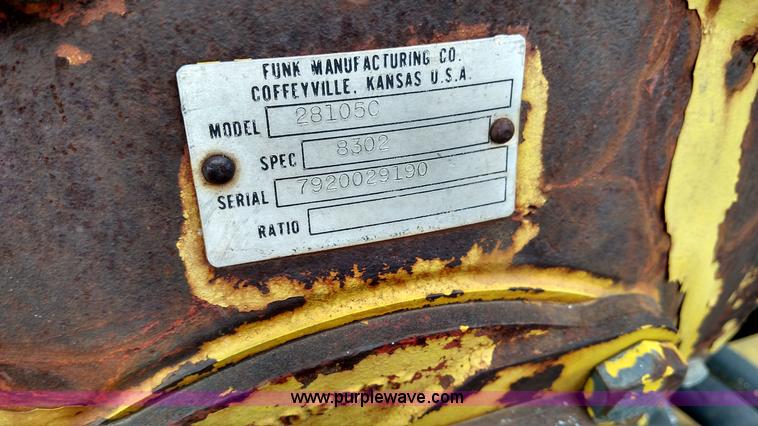 FUNK MANUFACTURING CO.
COFFEYVILLE, KANSAS U.S.A.
MODEL 28105C
SPEC 8302
SERIAL 7920029190
RATIO
www.purplewave.com